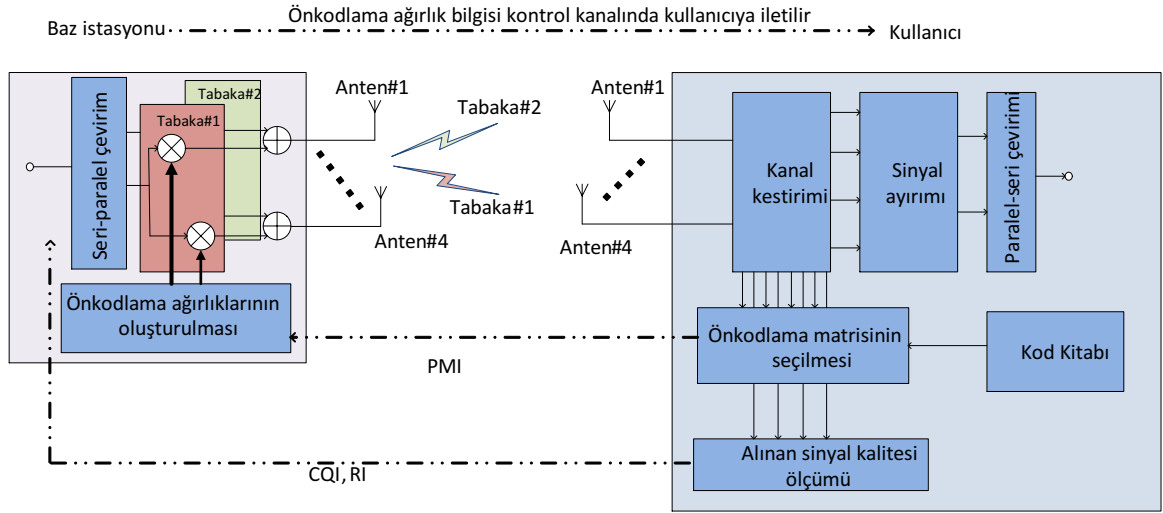 Önkodlama ağırlık bilgisi kontrol kanalında kullanıcıya iletilir
Baz istasyonu
Kullanıcı
Seri-paralel çevirim
Tabaka#2
Tabaka#1
Anten#1
Anten#4
Tabaka#2
Tabaka#1
Anten#1
Anten#4
Kanal
kestirimi
Sinyal
ayırımı
Paralel-seri çevirimi
Önkodlama ağırlıklarının
oluşturulması
PMI
Önkodlama matrisinin
seçilmesi
Kod Kitabı
CQI, RI
Alınan sinyal kalitesi
ölçümü